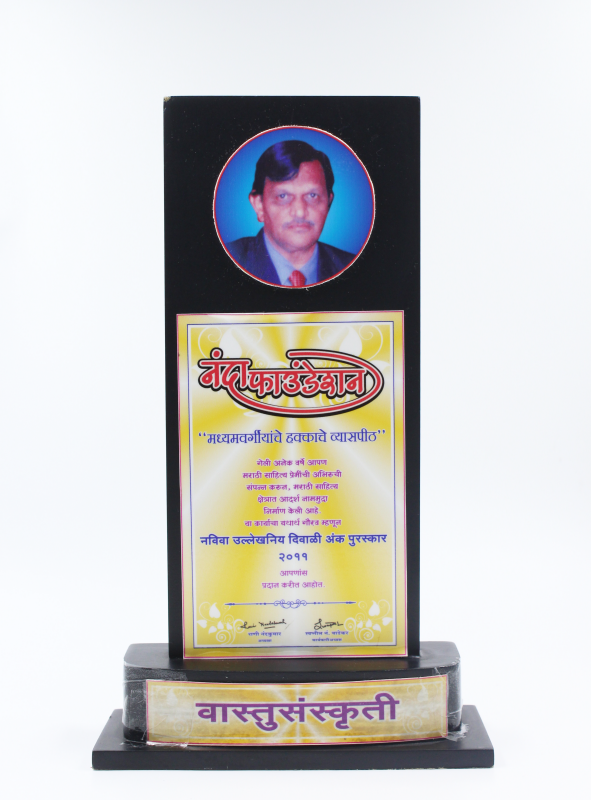 नंदा फाउंडेशन
"मध्यमवर्गीयांचे हक्काचे व्यासपीठ"
गेली अनेक वर्षे आपण
मराठी साहित्य प्रेमींची अभिरूची
संपन्न करून, मराठी साहित्य
क्षेत्रात आदर्श नाममुद्रा
निर्माण केली आहे
या कार्याचा यथार्थ गौरव म्हणून
नविवा उल्लेखनिय दिवाळी अंक पुरस्कार
२०११
आपणांस
प्रदान करीत आहोत.
वास्तुसंस्कृती